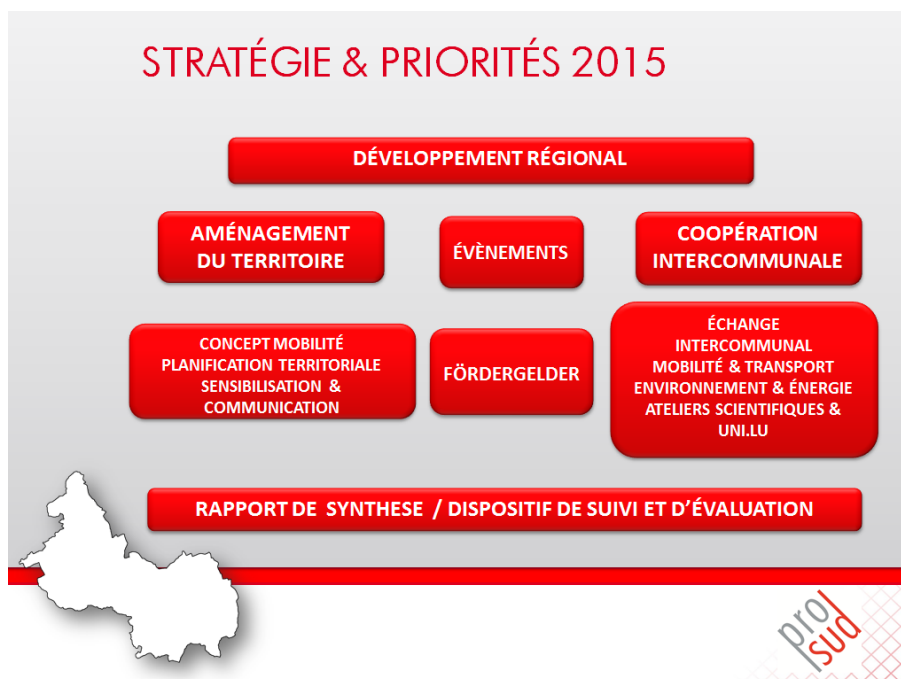 STRATÉGIE & PRIORITÉS 2015
DÉVELOPPEMENT RÉGIONAL
AMÉNAGEMENT
DU TERRITOIRE
ÉVÈNEMENTS
COOPÉRATION
INTERCOMMUNALE
CONCEPT MOBILITÉ
PLANIFICATION TERRITORIALE
SENSIBILISATION &
COMMUNICATION
FÖRDERGELDER
ÉCHANGE
INTERCOMMUNAL
MOBILITÉ & TRANSPORT
ENVIRONNEMENT & ÉNERGIE
ATELIERS SCIENTIFIQUES &
UNI.LU
RAPPORT DE SYNTHESE / DISPOSITIF DE SUIVI ET D'ÉVALUATION
pro
sud